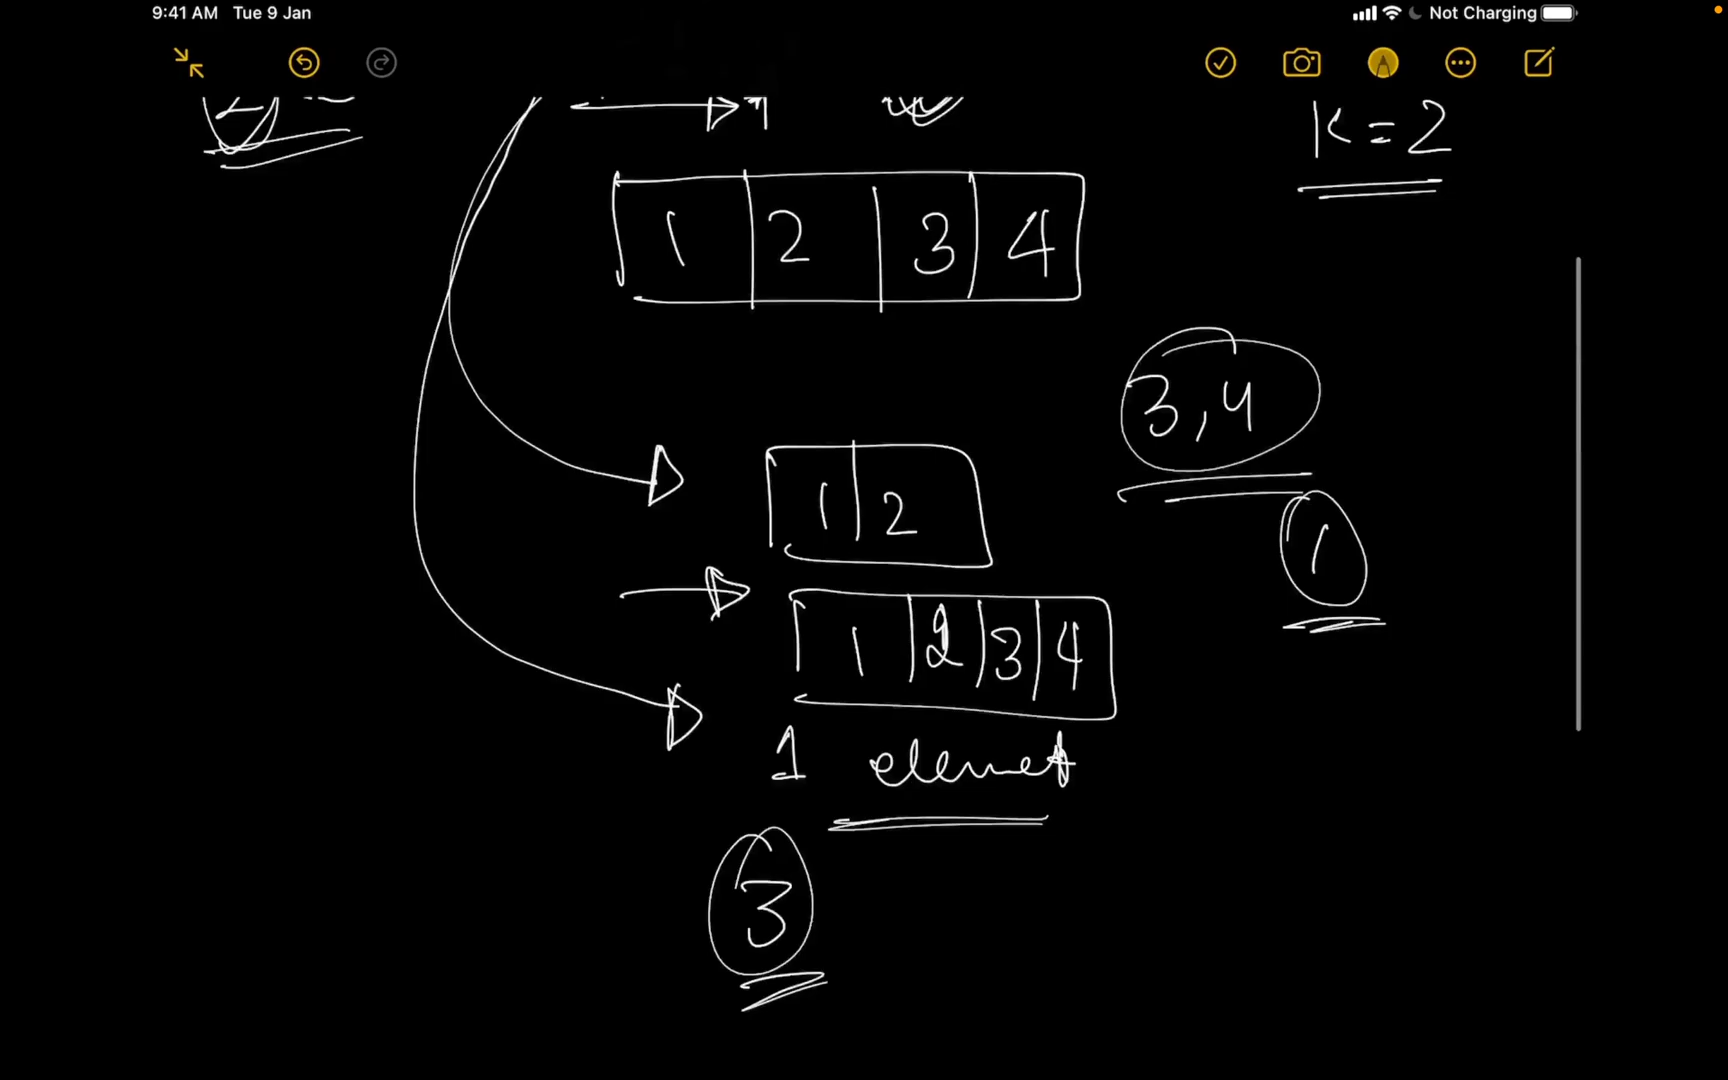 9:41 AM Tue 9 Jan
Not Charging
K = 2
1 2 3 4
3,4
1 2
1
1 2 3 4
1 elemet
3